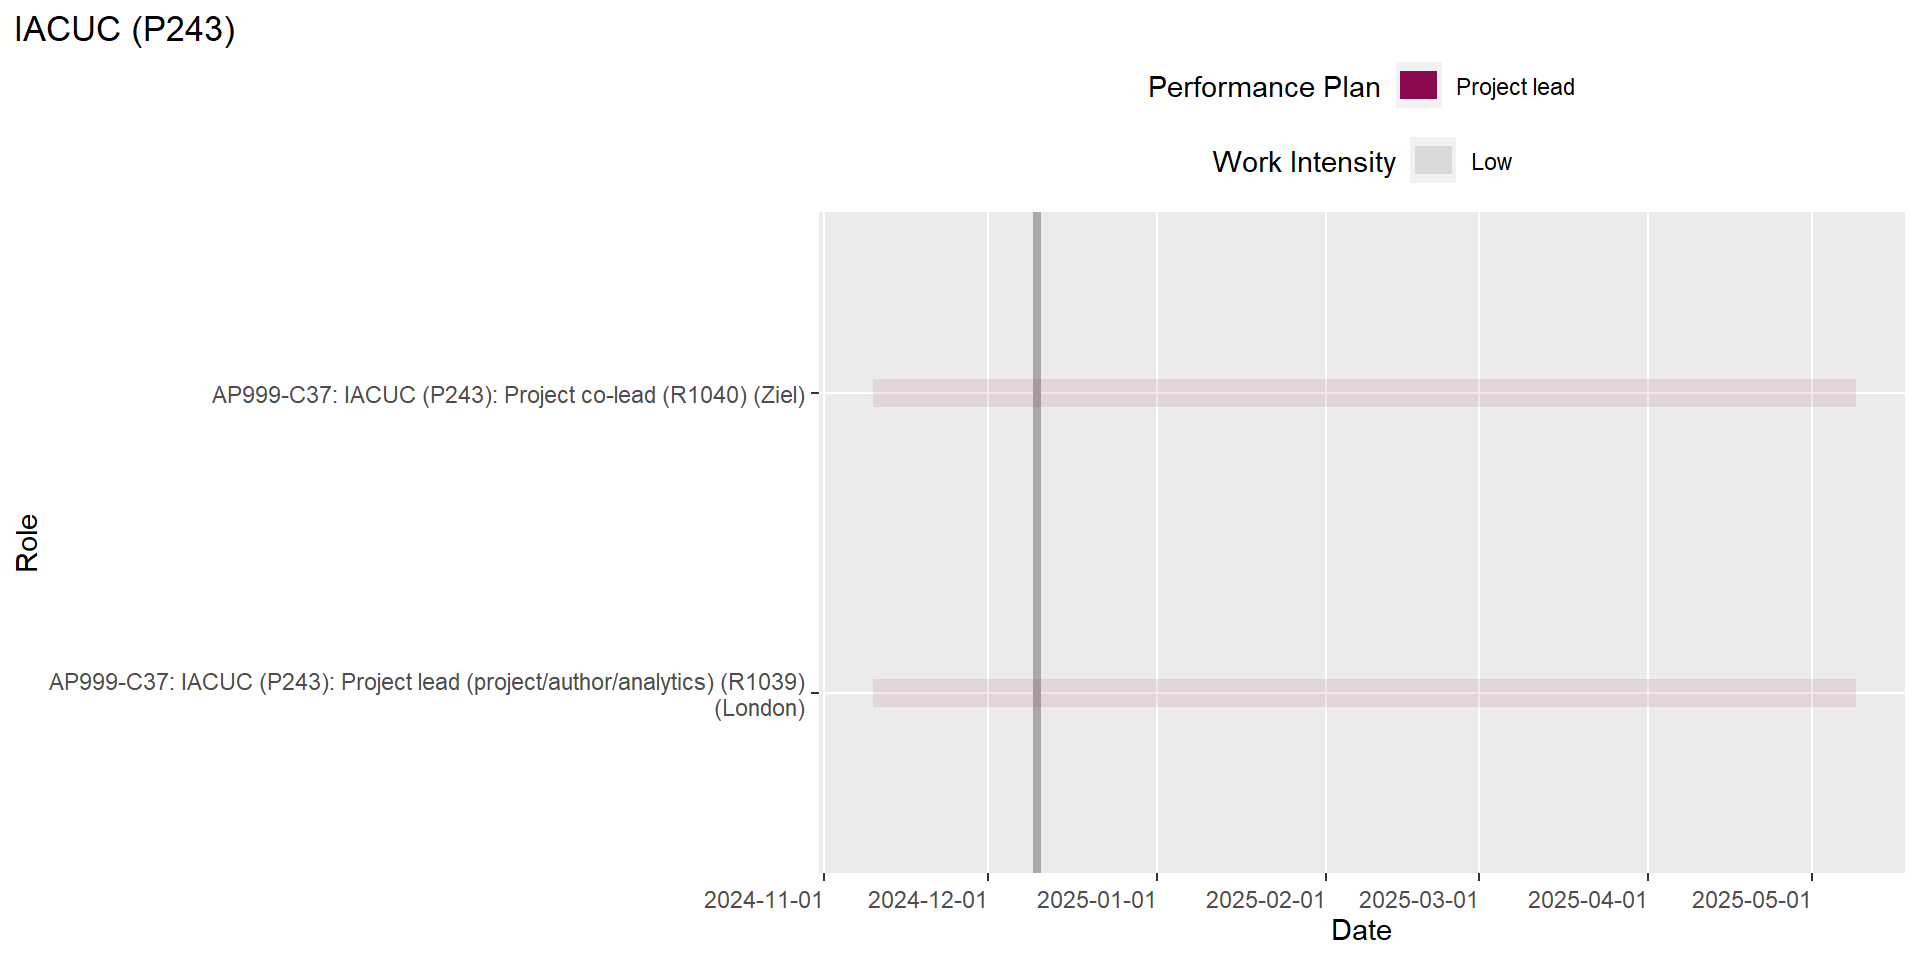 IACUC (P243)
Performance Plan
Project lead
Work Intensity
Low
AP999-C37: IACUC (P243): Project co-lead (R1040) (Ziel)
Role
AP999-C37: IACUC (P243): Project lead (project/author/analytics) (R1039)
(London)
2024-11-01
2024-12-01
2025-01-01
2025-02-01
2025-03-01
2025-04-01
2025-05-01
Date